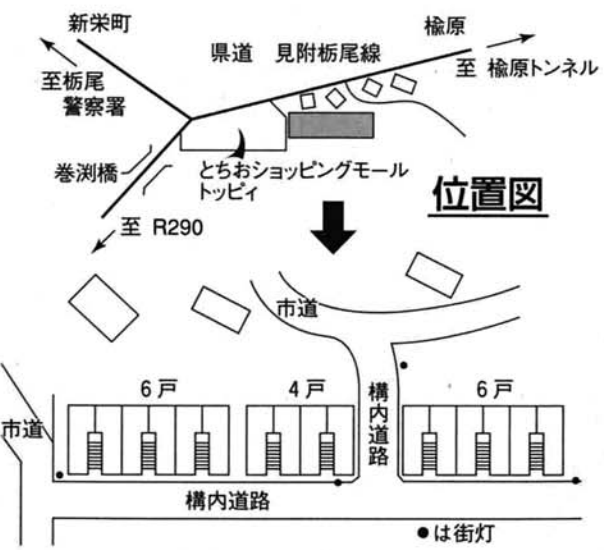 新栄町
楡原
県道 見附栃尾線
至 楡原トンネル
至栃尾
警察署
巻渕橋
とちおショッピングモール
トッピィ
位置図
至 R290
市道
6戸
4戸
6戸
構内道路
市道
構内道路
●は街灯